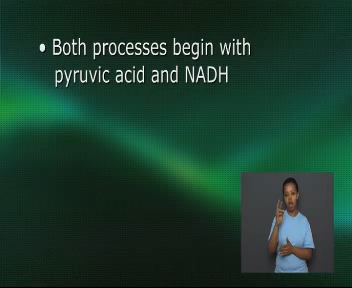 • Both processes begin with
pyruvic acid and NADH